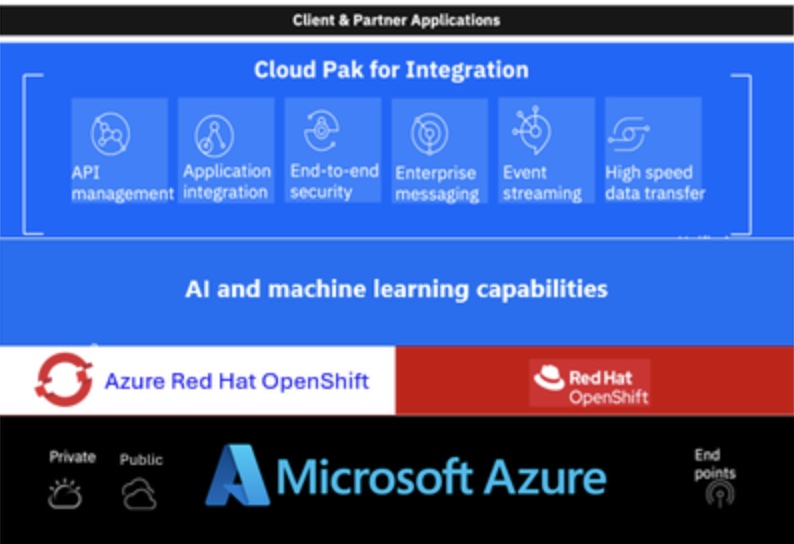 Client & Partner Applications
Cloud Pak for Integration
API
management
Application
integration
End-to-end
security
Enterprise
messaging
Event
streaming
High speed
data transfer
AI and machine learning capabilities
Azure Red Hat OpenShift
Red Hat
OpenShift
Private
Public
Microsoft Azure
End
points